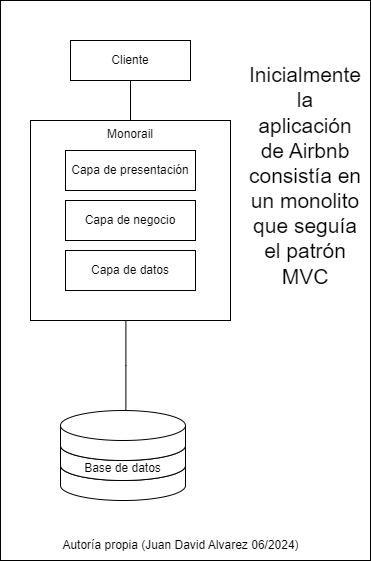 Cliente
Monorail
Capa de presentación
Capa de negocio
Capa de datos
Base de datos
Inicialmente
la
aplicación
de Airbnb
consistía en
un monolito
que seguía
el patrón
MVC
Autoría propia (Juan David Alvarez 06/2024)